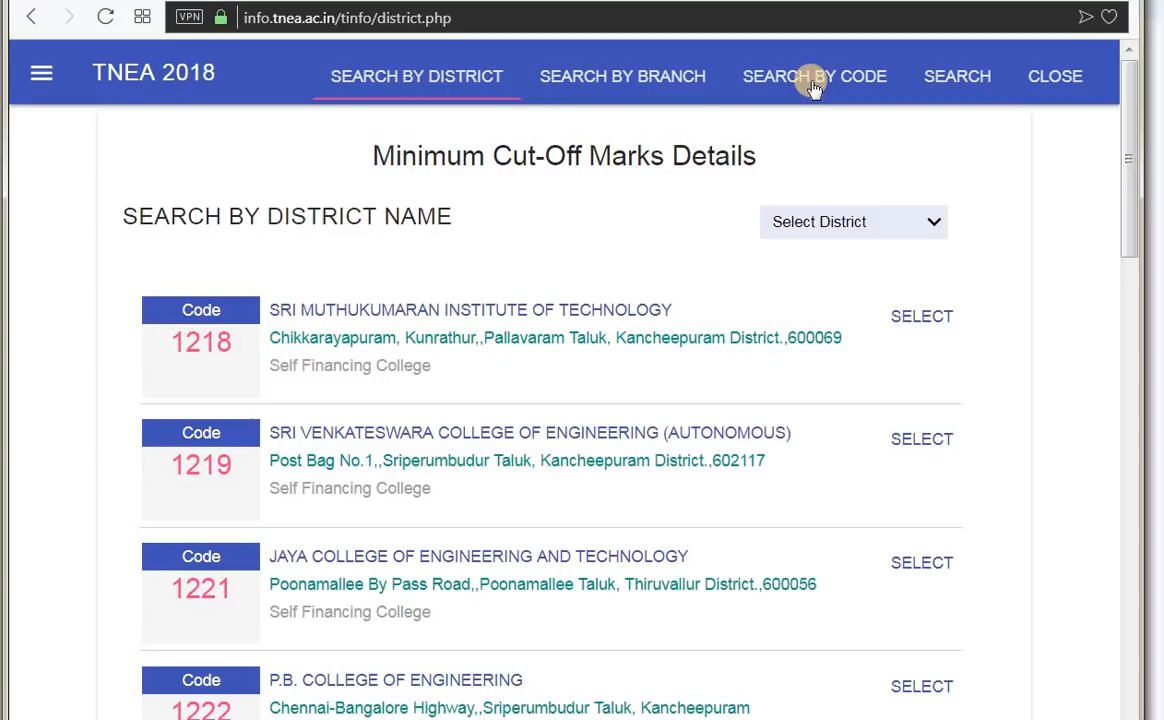 VPN info.tnea.ac.in/tinfo/district.php
TNEA 2018 SEARCH BY DISTRICT SEARCH BY BRANCH SEARCH BY CODE SEARCH CLOSE
Minimum Cut-Off Marks Details
SEARCH BY DISTRICT NAME Select District
Code SRI MUTHUKUMARAN INSTITUTE OF TECHNOLOGY SELECT
1218 Chikkarayapuram, Kunrathur,,Pallavaram Taluk, Kancheepuram District.,600069
Self Financing College
Code SRI VENKATESWARA COLLEGE OF ENGINEERING (AUTONOMOUS) SELECT
1219 Post Bag No.1,,Sriperumbudur Taluk, Kancheepuram District.,602117
Self Financing College
Code JAYA COLLEGE OF ENGINEERING AND TECHNOLOGY SELECT
1221 Poonamallee By Pass Road,,Poonamallee Taluk, Thiruvallur District.,600056
Self Financing College
Code P.B. COLLEGE OF ENGINEERING SELECT
1222 Chennai-Bangalore Highway,,Sriperumbudur Taluk, Kancheepuram